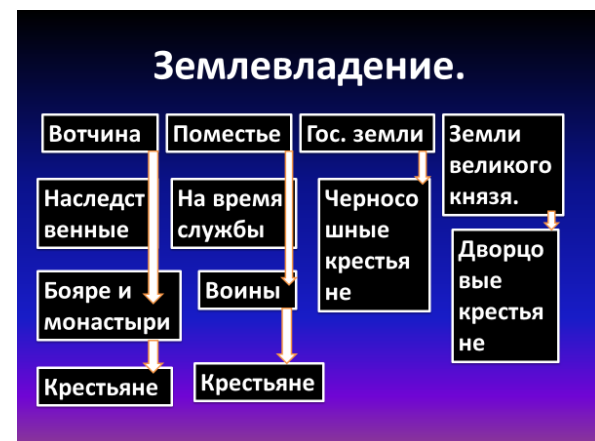 Землевладение.
Вотчина
Наследст
венные
Бояре и
монастыри
Крестьяне
Поместье
На время
службы
Воины
Крестьяне
Гос. земли
Черносо
шные
крестья
не
Земли
великого
князя.
Дворцо
вые
крестья
не